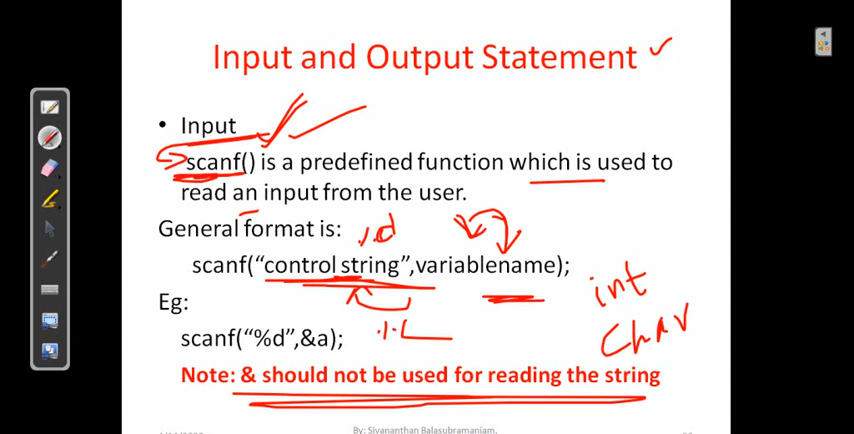 Input and Output Statement
• Input
scanf() is a predefined function which is used to
read an input from the user.
General format is:
%d
scanf(“control string”,variablename);
int
Eg:
scanf(“%d”,&a);
char
Note: & should not be used for reading the string
By: Sivananthan Balasubramaniam,